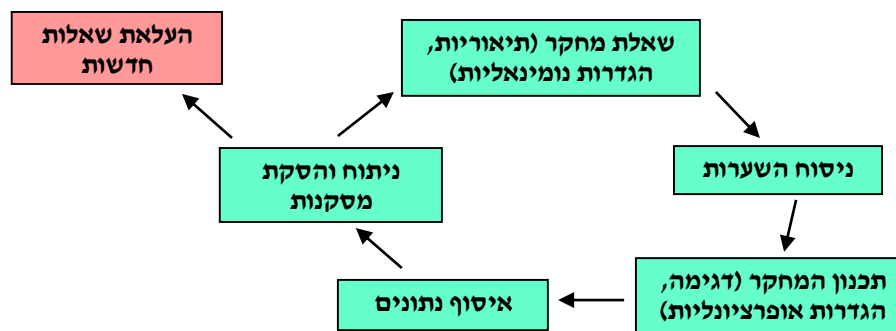 העלאת שאלות
חדשות
שאלת מחקר (תיאוריות,
הגדרות נומינאליות)
ניתוח והסקת
מסקנות
ניסוח השערות
תכנון המחקר (דגימה,
הגדרות אופרציונליות)
איסוף נתונים